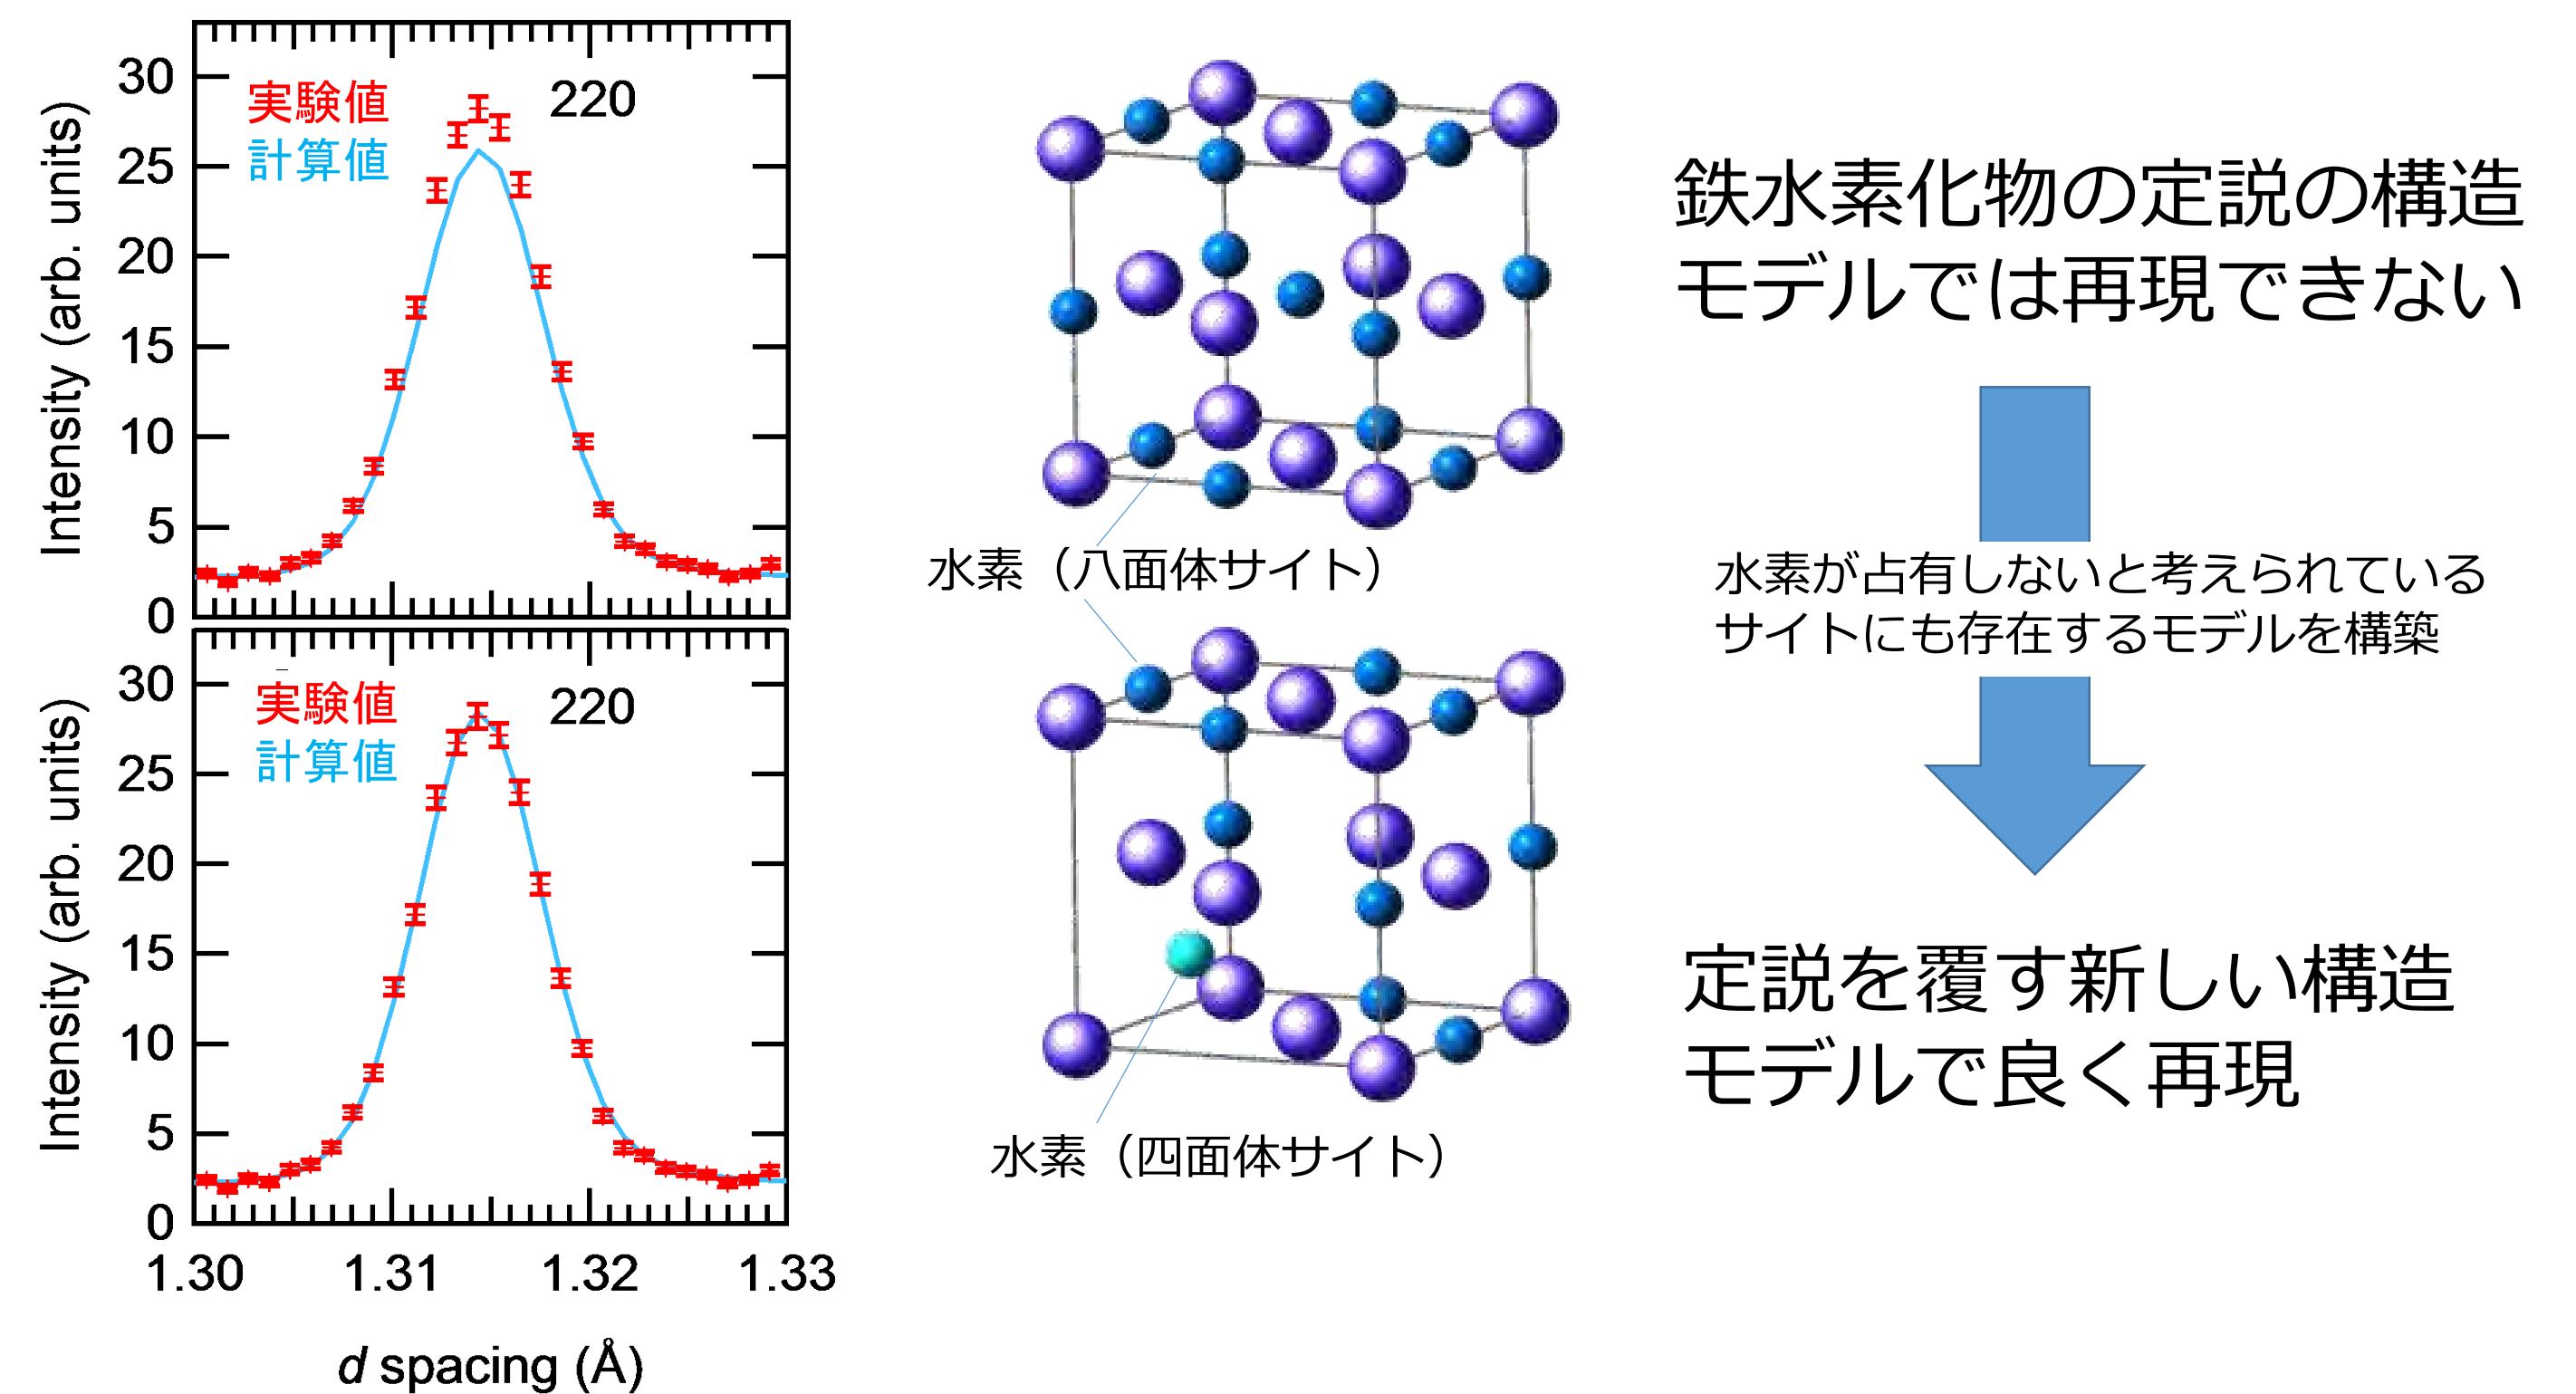 30
25
20
15
10
5
0
Intensity (arb. units)
実験値
計算値
220
30
25
20
15
10
5
0
Intensity (arb. units)
実験値
計算値
220
1.30 1.31 1.32 1.33
d spacing (Å)
水素（八面体サイト）
水素（四面体サイト）
鉄水素化物の定説の構造
モデルでは再現できない
水素が占有しないと考えられている
サイトにも存在するモデルを構築
定説を覆す新しい構造
モデルで良く再現